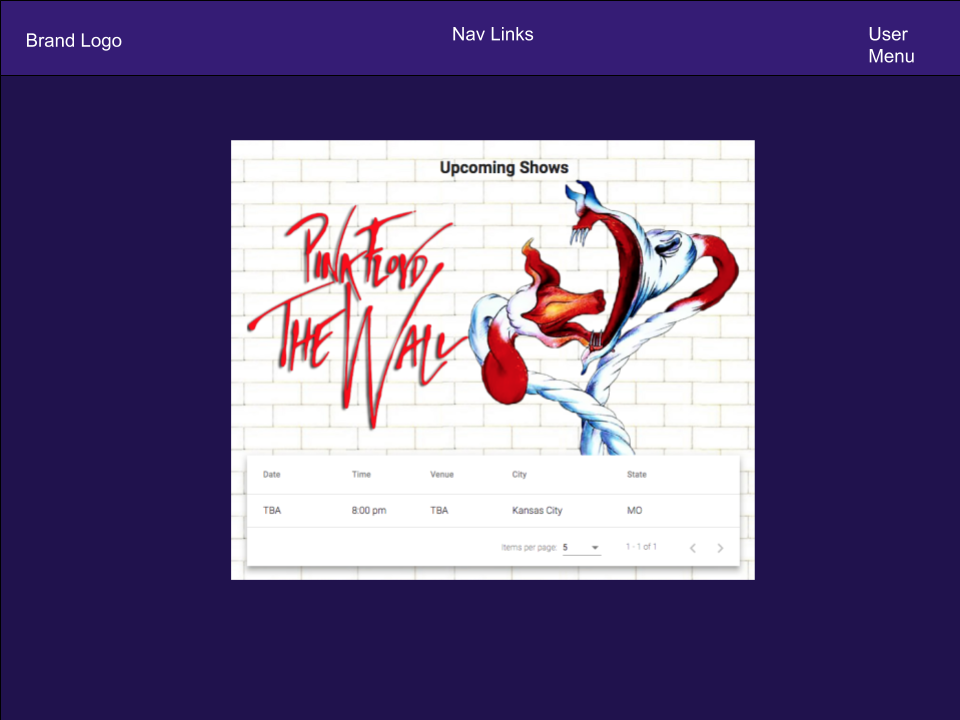 Brand Logo
Nav Links
User
Menu
Upcoming Shows
PINK FLOYD
THE WALL
Date Time Venue City State
TBA 8:00 pm TBA Kansas City MO
Items per page: 5 1 - 1 of 1